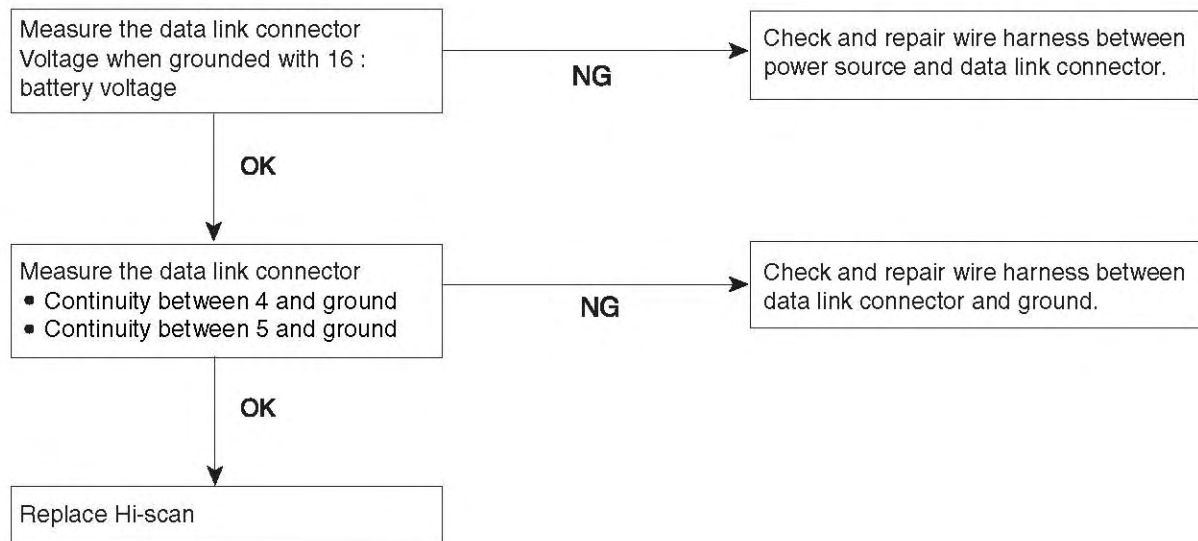 Measure the data link connector
Voltage when grounded with 16 :
battery voltage
NG
Check and repair wire harness between
power source and data link connector.
OK
Measure the data link connector
• Continuity between 4 and ground
• Continuity between 5 and ground
NG
Check and repair wire harness between
data link connector and ground.
OK
Replace Hi-scan